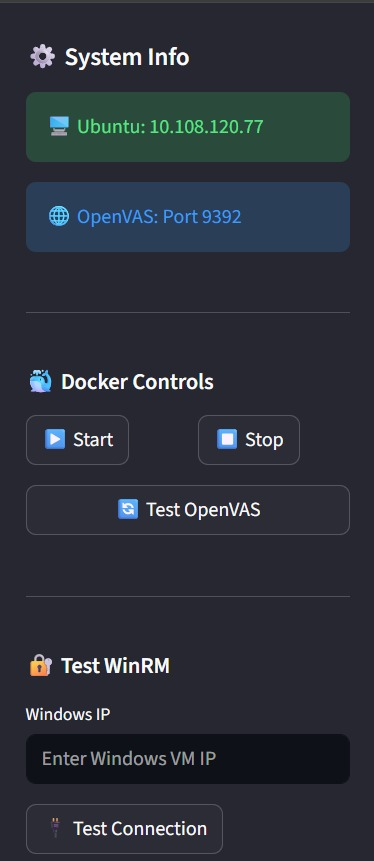 System Info
Ubuntu: 10.108.120.77
OpenVAS: Port 9392
Docker Controls
Start
Stop
Test OpenVAS
Test WinRM
Windows IP
Enter Windows VM IP
Test Connection